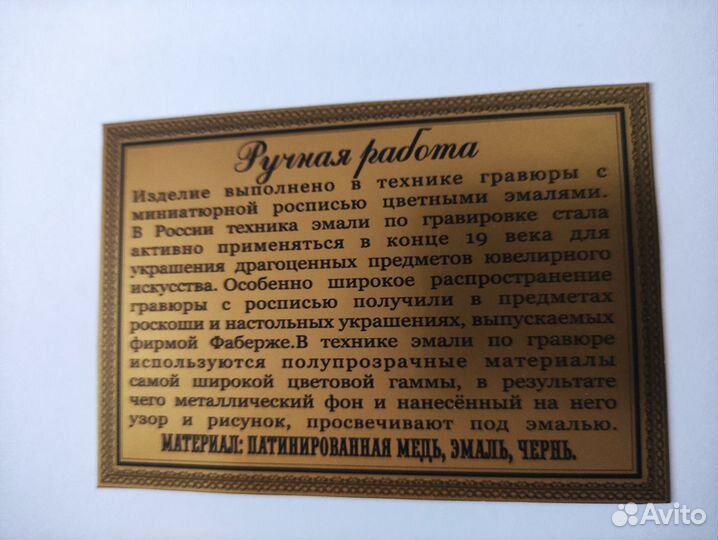 Ручная работа
Изделие выполнено в технике гравюры с
миниатюрной росписью цветными эмалями.
В России техника эмали по гравировке стала
активно применяться в конце 19 века для
украшения драгоценных предметов ювелирного
искусства. Особенно широкое распространение
гравюры с росписью получили в предметах
роскоши и настольных украшениях, выпускаемых
фирмой Фаберже.В технике эмали по гравюре
используются полупрозрачные материалы
самой широкой цветовой гаммы, в результате
чего металлический фон и нанесённый на него
узор и рисунок, просвечивают под эмалью.
МАТЕРИАЛ: ПАТИНИРОВАННАЯ МЕДЬ, ЭМАЛЬ, ЧЕРНЬ.
Avito